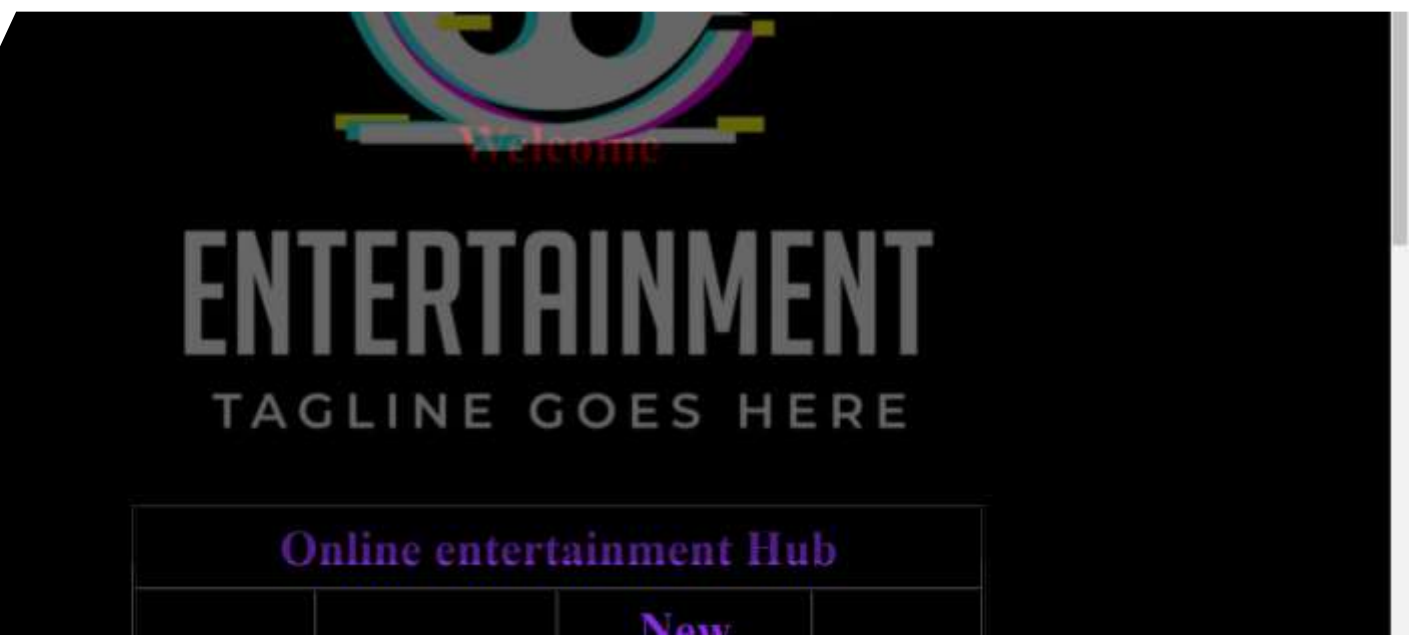 Welcome
ENTERTAINMENT
TAGLINE GOES HERE
Online entertainment Hub
New